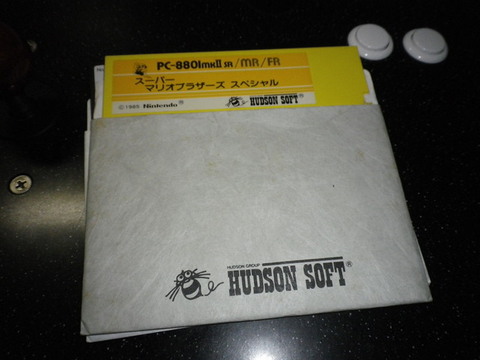 PC-8801mkII SR/MR/FR
スーパー
マリオブラザーズ スペシャル
©1985 Nintendo® HUDSON SOFT®
HUDSON GROUP
HUDSON SOFT®